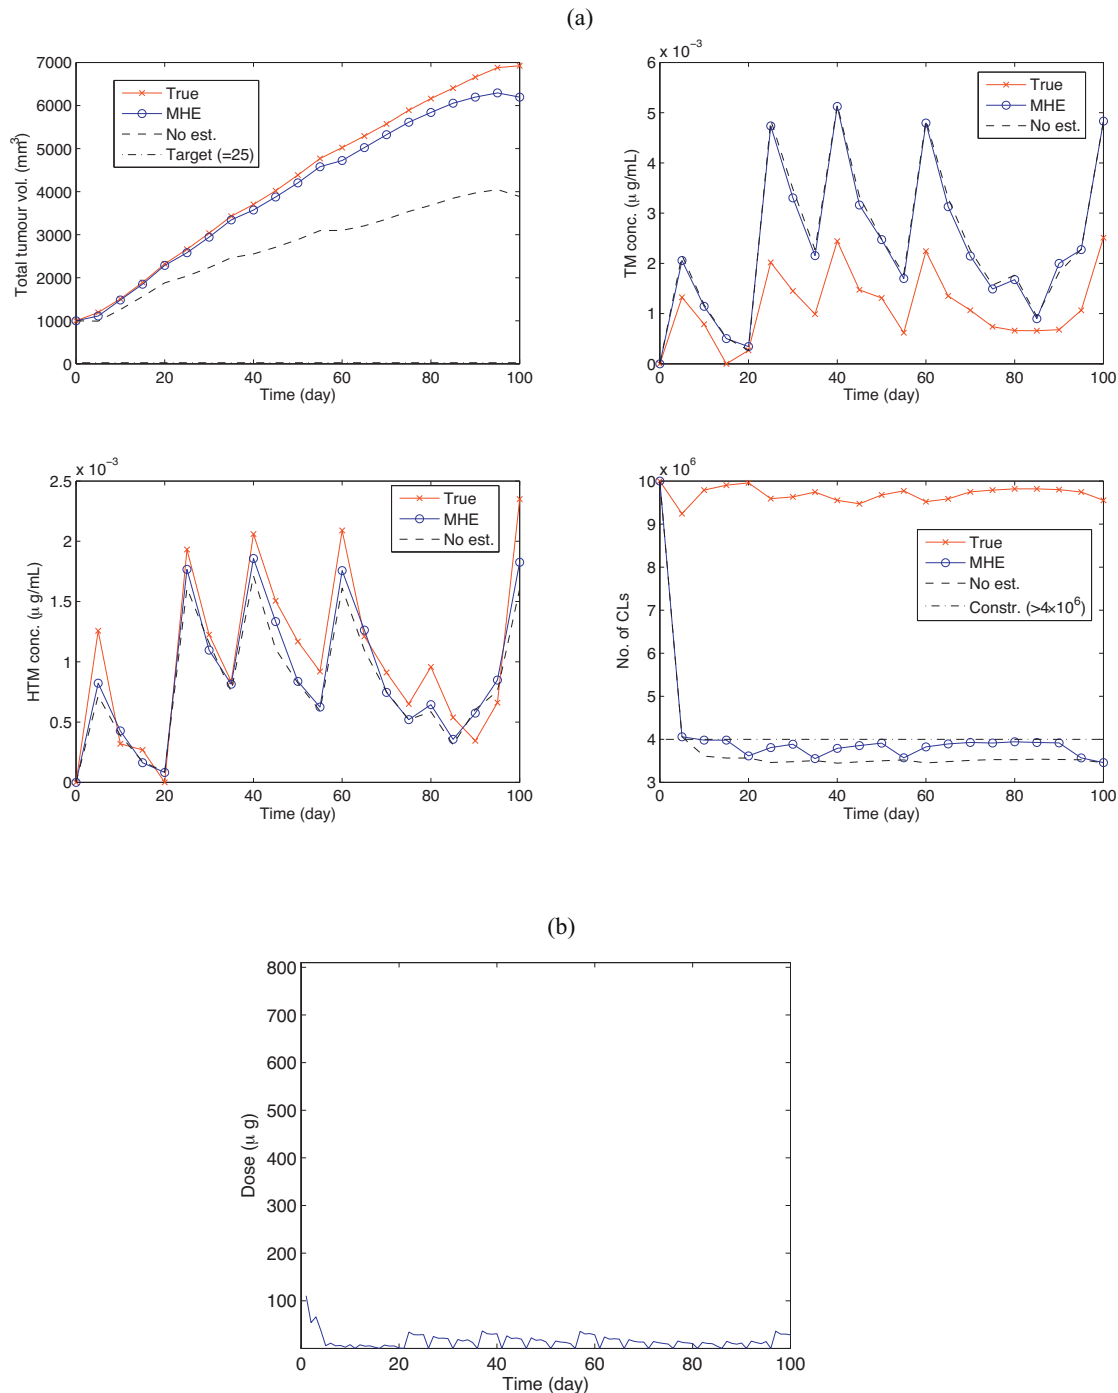 (a)
Total tumour vol. (mm³)
7000
6000
5000
4000
3000
2000
1000
0
True
MHE
No est.
Target (=25)
0 20 40 60 80 100
Time (day)
x 10⁻³
TM conc. (μ g/mL)
6
5
4
3
2
1
0
True
MHE
No est.
0 20 40 60 80 100
Time (day)
x 10⁻³
HTM conc. (μ g/mL)
2.5
2
1.5
1
0.5
0
True
MHE
No est.
0 20 40 60 80 100
Time (day)
x 10⁶
No. of CLs
10
9
8
7
6
5
4
3
True
MHE
No est.
Constr. (>4×10⁶)
0 20 40 60 80 100
Time (day)
(b)
Dose (μ g)
800
700
600
500
400
300
200
100
0 20 40 60 80 100
Time (day)